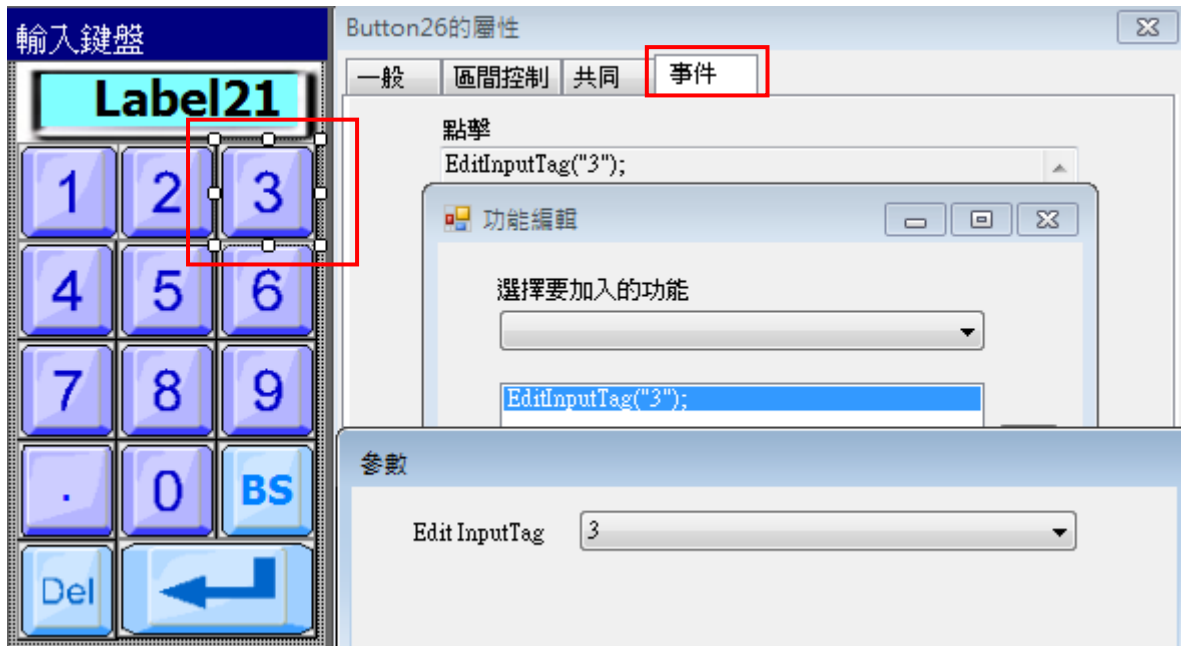 輸入鍵盤
Label21
1 2 3
4 5 6
7 8 9
. 0 BS
Del
Button26的屬性
一般 區間控制 共同 事件
點擊
EditInputTag("3");
功能編輯
選擇要加入的功能
EditInputTag("3");
參數
Edit InputTag 3